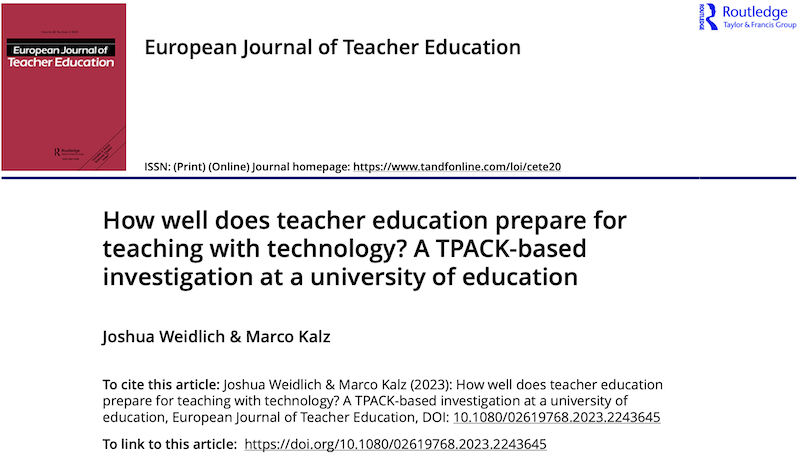 Routledge
Taylor & Francis Group
ROUTLEDGE
European Journal of
Teacher Education
European Journal of Teacher Education
ISSN: (Print) (Online) Journal homepage: https://www.tandfonline.com/loi/cete20
How well does teacher education prepare for
teaching with technology? A TPACK-based
investigation at a university of education
Joshua Weidlich & Marco Kalz
To cite this article: Joshua Weidlich & Marco Kalz (2023): How well does teacher education
prepare for teaching with technology? A TPACK-based investigation at a university of
education, European Journal of Teacher Education, DOI: 10.1080/02619768.2023.2243645
To link to this article: https://doi.org/10.1080/02619768.2023.2243645